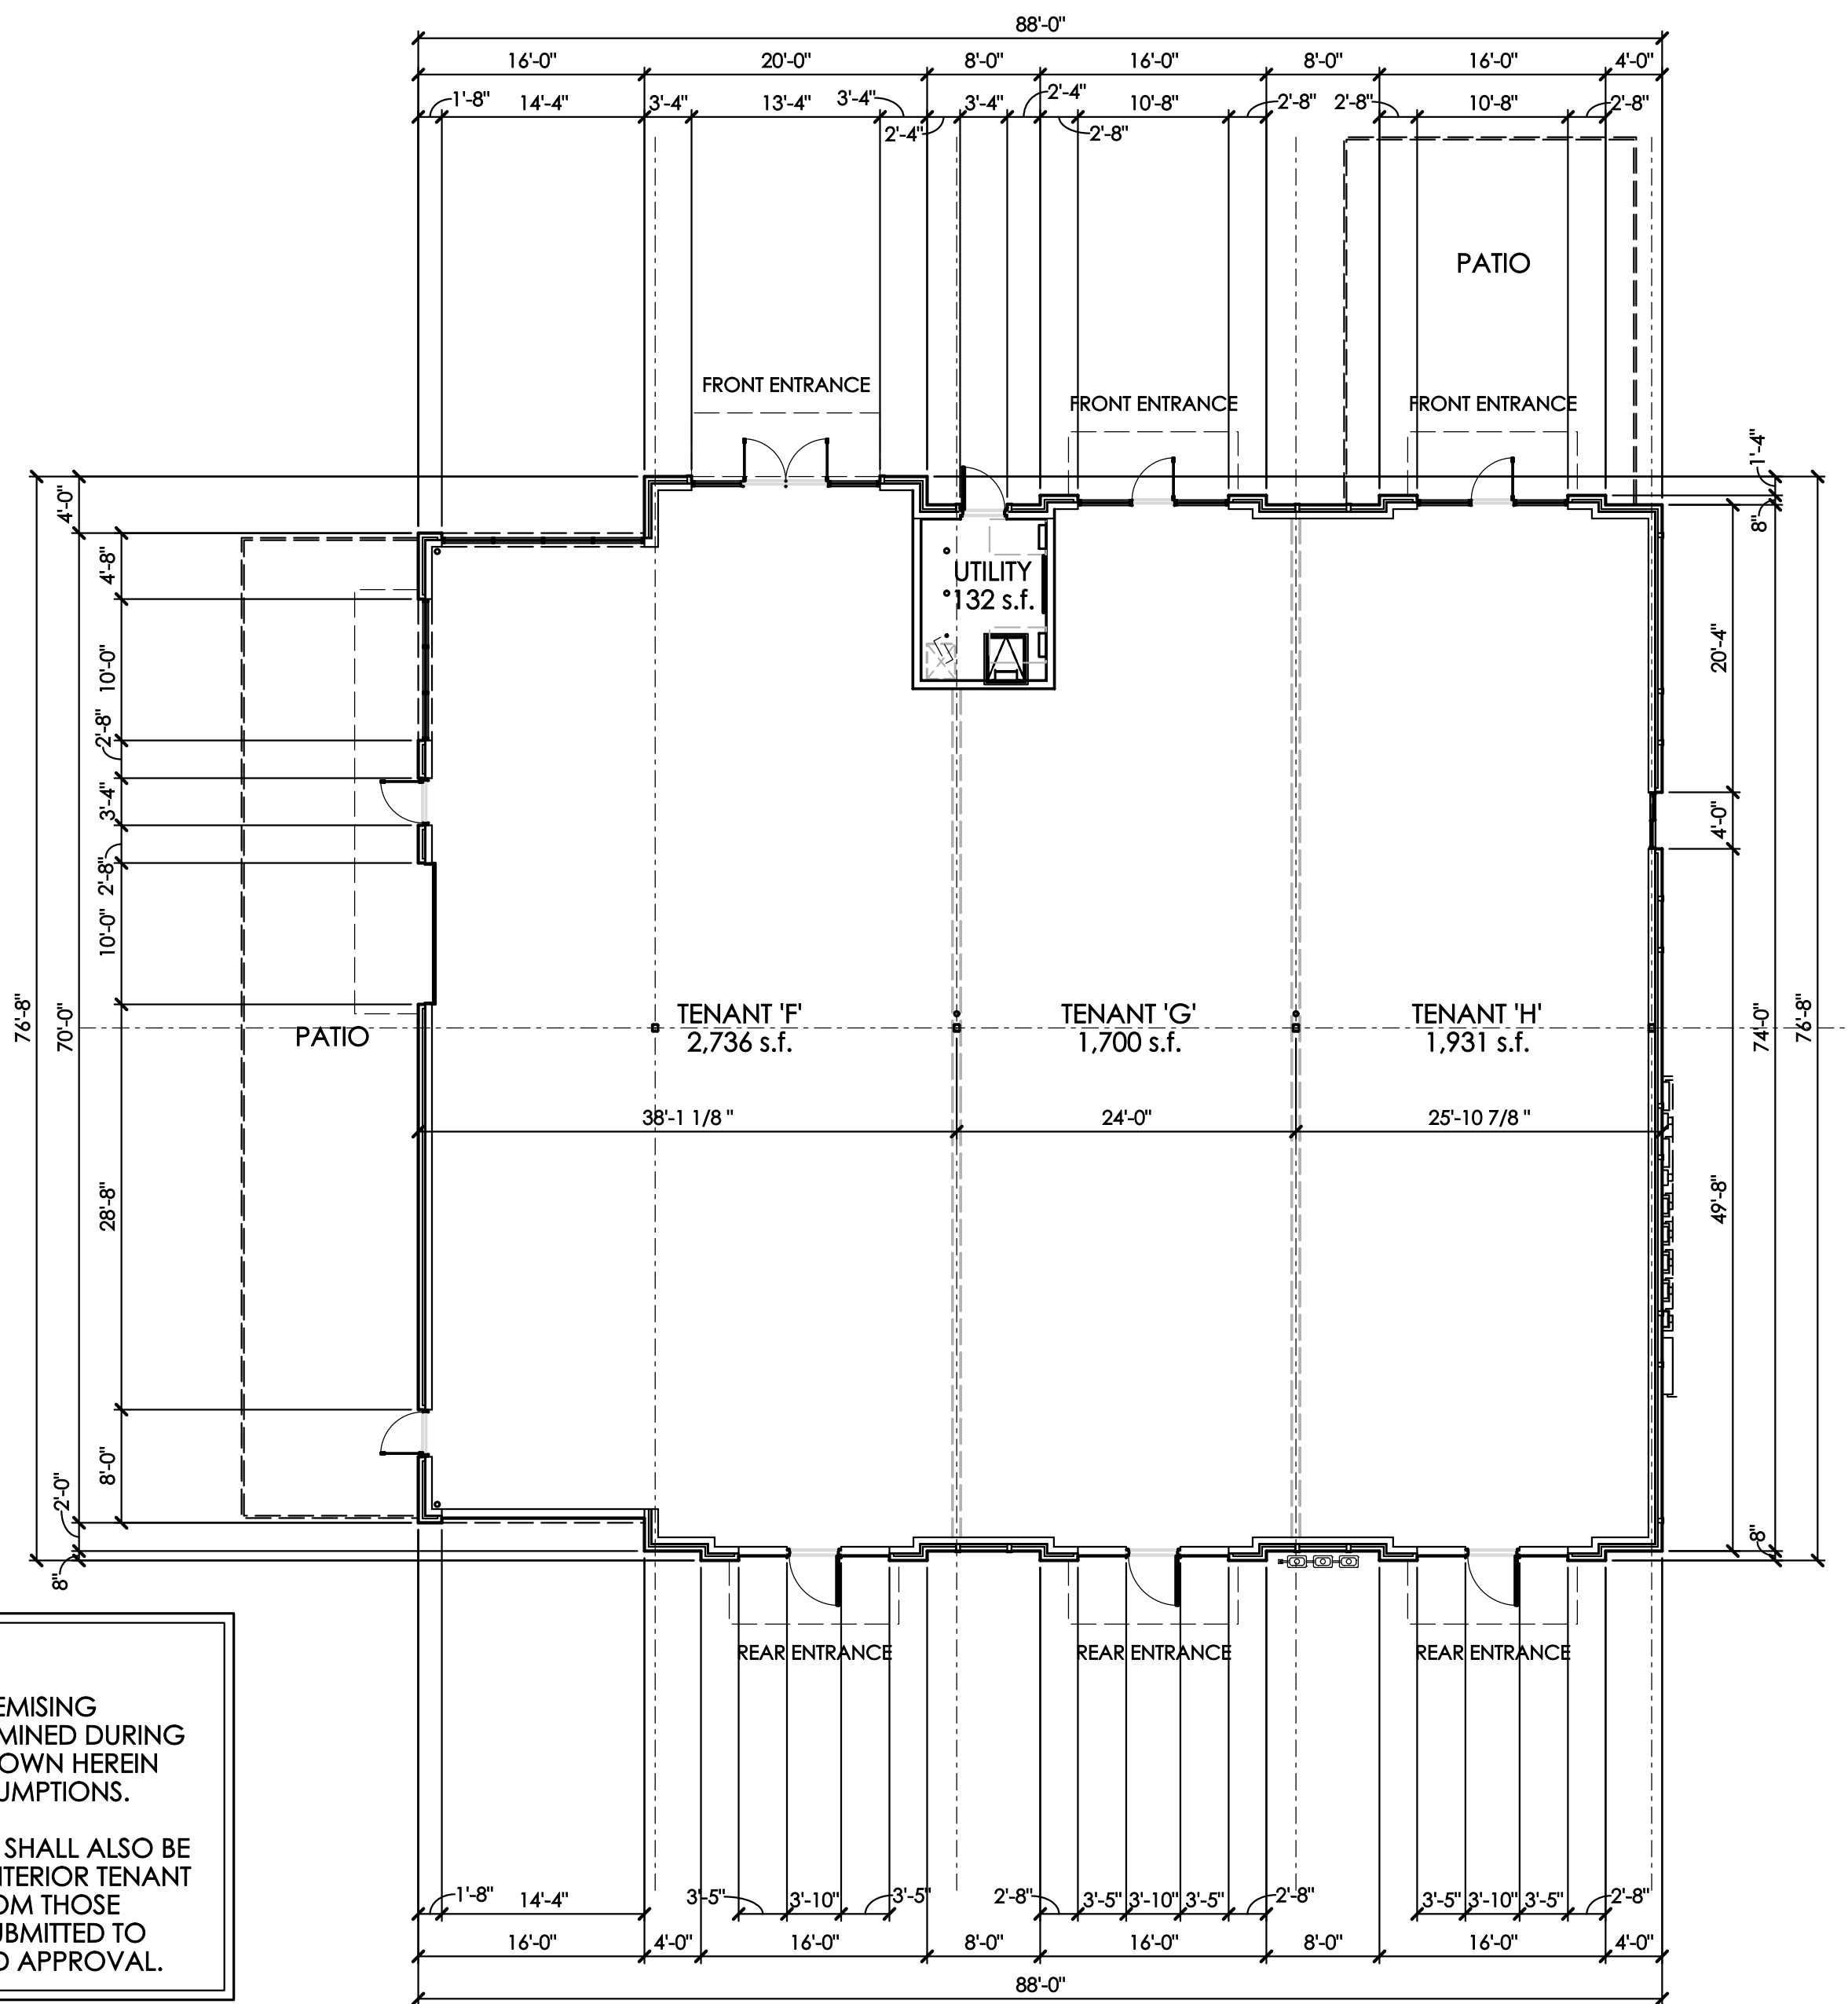 88'-0"
16'-0" 20'-0" 8'-0" 16'-0" 8'-0" 16'-0" 4'-0"
1'-8" 14'-4" 3'-4" 13'-4" 3'-4" 2'-4" 3'-4" 2'-4" 2'-8" 10'-8" 2'-8" 2'-8" 10'-8" 2'-8"
PATIO
FRONT ENTRANCE
FRONT ENTRANCE
FRONT ENTRANCE
1'-4"
8"
4'-0"
4'-8"
UTILITY
132 s.f.
10'-0"
20'-4"
2'-8"
3'-4"
4'-0"
2'-8"
10'-0"
76'-8"
70'-0"
PATIO
TENANT 'F'
2,736 s.f.
TENANT 'G'
1,700 s.f.
TENANT 'H'
1,931 s.f.
74'-0"
76'-8"
38'-1 1/8 "
24'-0"
25'-10 7/8 "
28'-8"
49'-8"
8'-0"
2'-0"
8"
8"
REAR ENTRANCE
REAR ENTRANCE
REAR ENTRANCE
EMISING
MINED DURING
OWN HEREIN
UMPTIONS.
SHALL ALSO BE
NTERIOR TENANT
OM THOSE
UBMITTED TO
D APPROVAL.
1'-8" 14'-4" 3'-5" 3'-10" 3'-5" 2'-8" 3'-5" 3'-10" 3'-5" 2'-8" 3'-5" 3'-10" 3'-5" 2'-8"
16'-0" 4'-0" 16'-0" 8'-0" 16'-0" 8'-0" 16'-0" 4'-0"
88'-0"